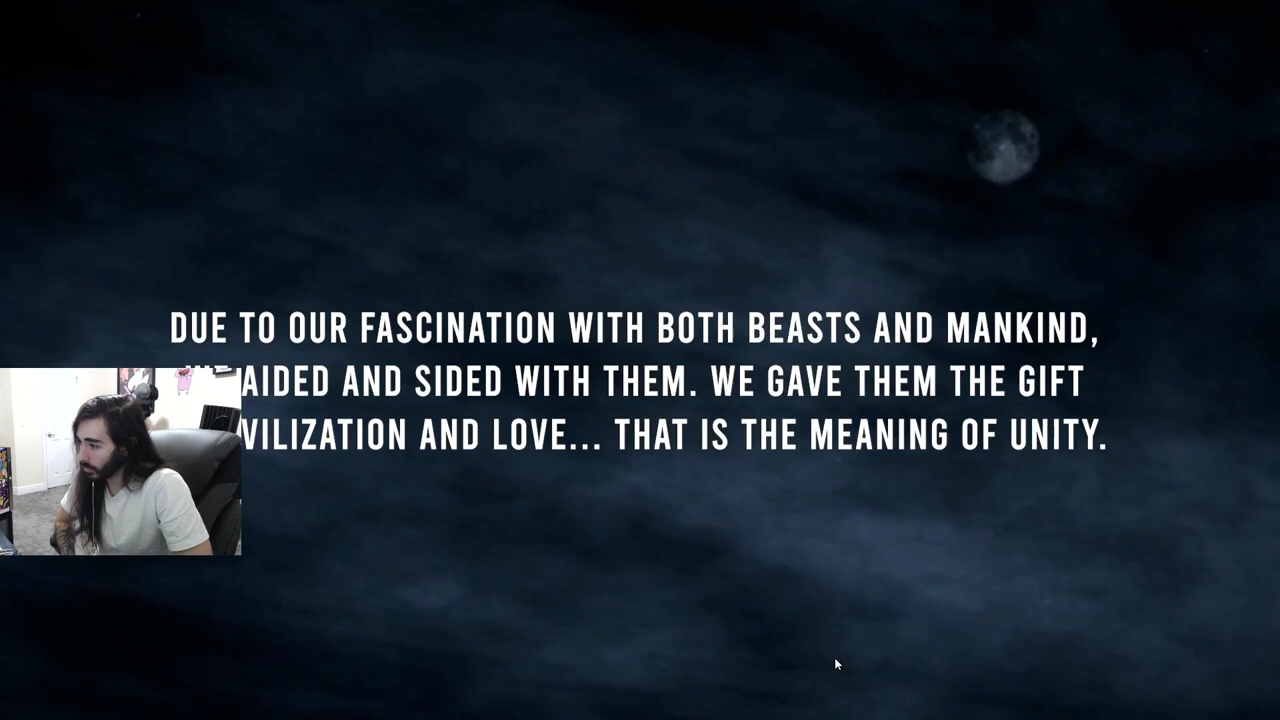 DUE TO OUR FASCINATION WITH BOTH BEASTS AND MANKIND,
AIDED AND SIDED WITH THEM. WE GAVE THEM THE GIFT
VILIZATION AND LOVE... THAT IS THE MEANING OF UNITY.